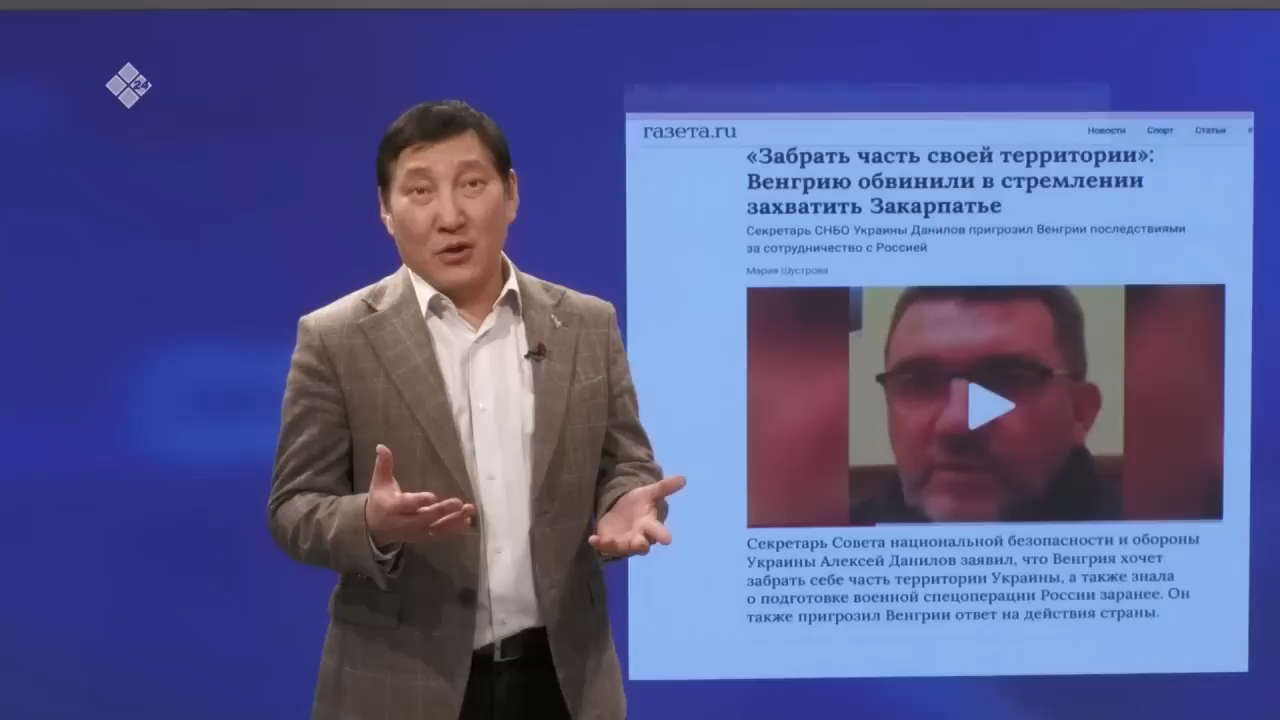 24
газета.ru
Новости Спорт Статьи
«Забрать часть своей территории»:
Венгрию обвинили в стремлении
захватить Закарпатье
Секретарь СНБО Украины Данилов пригрозил Венгрии последствиями
за сотрудничество с Россией
Мария Шустрова
Секретарь Совета национальной безопасности и обороны
Украины Алексей Данилов заявил, что Венгрия хочет
забрать себе часть территории Украины, а также знала
о подготовке военной спецоперации России заранее. Он
также пригрозил Венгрии ответ на действия страны.